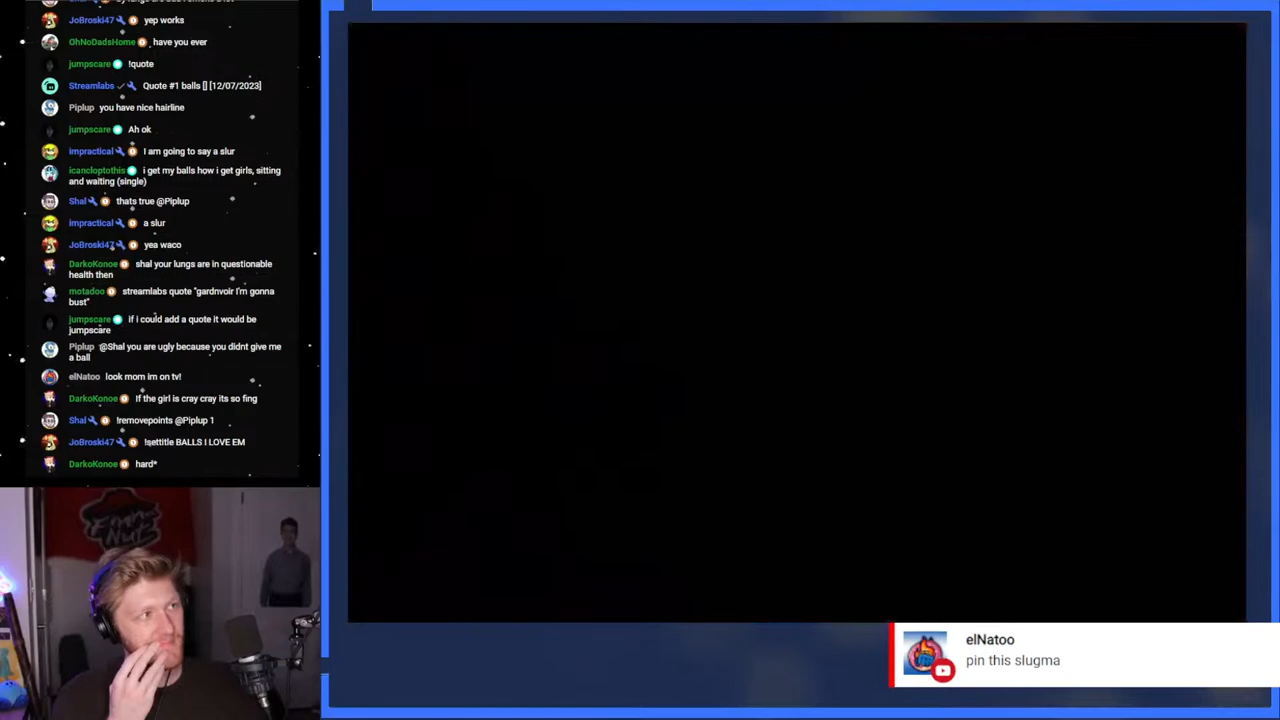 JoBroski47 yep works
OhNoDadsHome have you ever
jumpscare !quote
Streamlabs Quote #1 balls [] [12/07/2023]
Piplup you have nice hairline
jumpscare Ah ok
impractical I am going to say a slur
icancloptothis i get my balls how i get girls, sitting
and waiting (single)
Shal thats true @Piplup
impractical a slur
JoBroski47 yea waco
DarkoKonoe shal your lungs are in questionable
health then
motadoo streamlabs quote "gardnvoir I'm gonna
bust"
jumpscare if i could add a quote it would be
jumpscare
Piplup @Shal you are ugly because you didnt give me
a ball
elNatoo look mom im on tv!
DarkoKonoe If the girl is cray cray its so fing
Shal !removepoints @Piplup 1
JoBroski47 !settitle BALLS I LOVE EM
DarkoKonoe hard*
elNatoo
pin this slugma